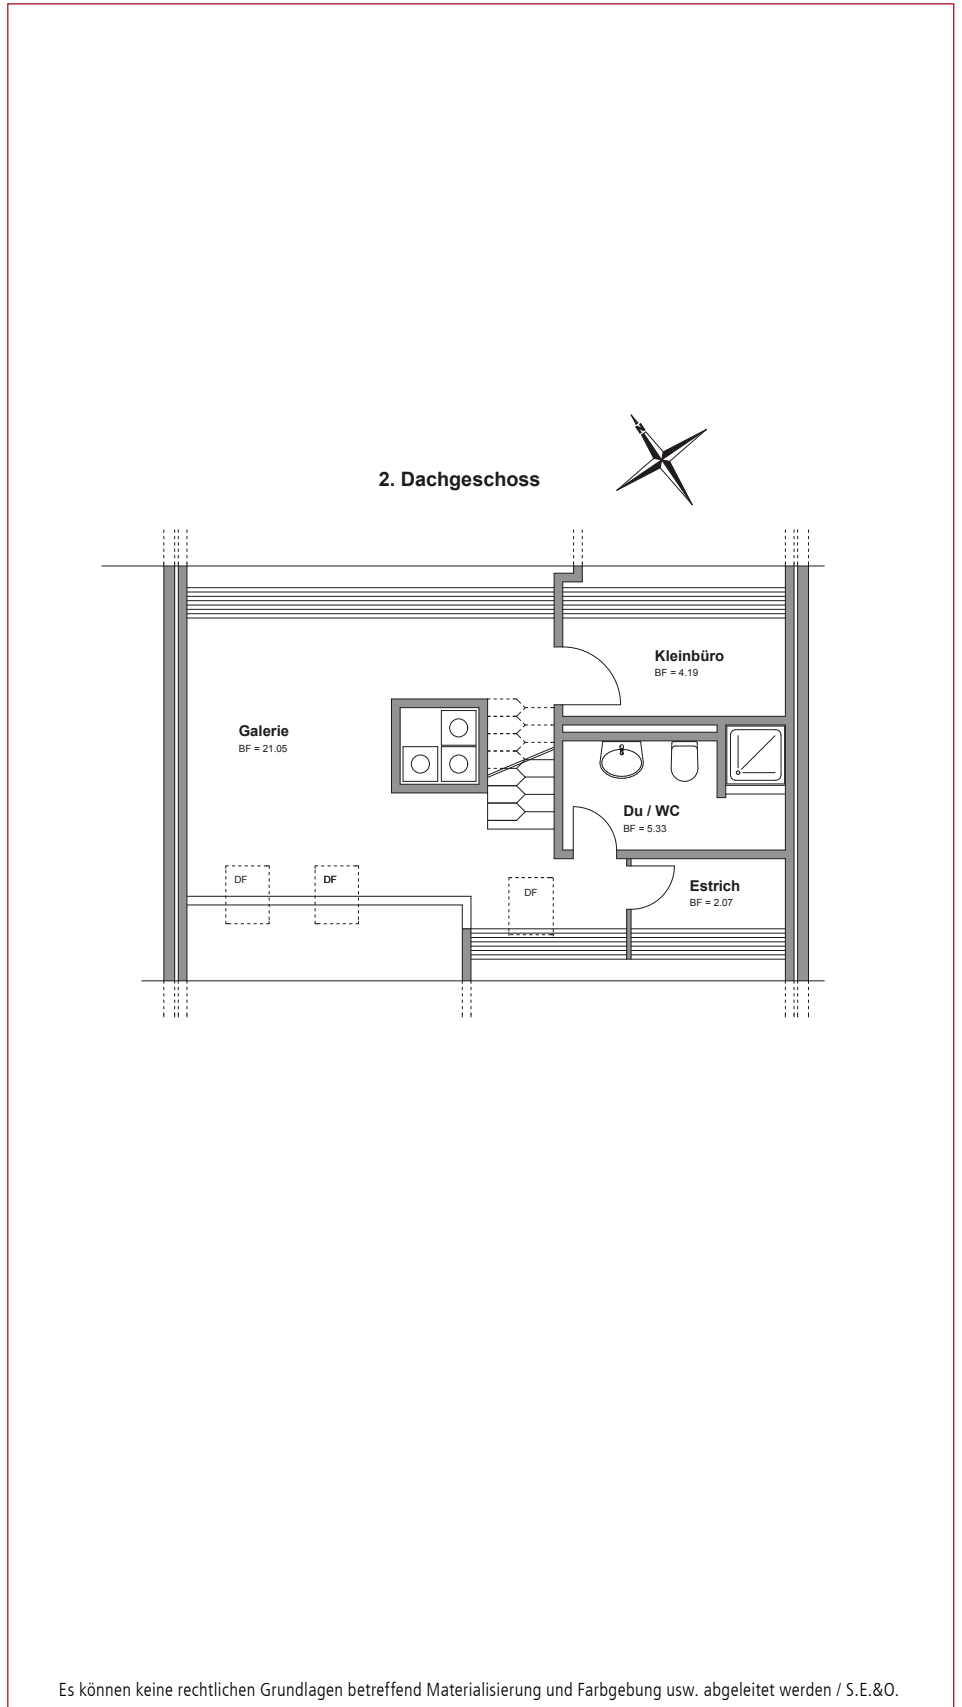 N
2. Dachgeschoss
Kleinbüro
BF = 4.19
Galerie
BF = 21.05
Du / WC
BF = 5.33
DF
DF
DF
Estrich
BF = 2.07
Es können keine rechtlichen Grundlagen betreffend Materialisierung und Farbgebung usw. abgeleitet werden / S.E.&O.